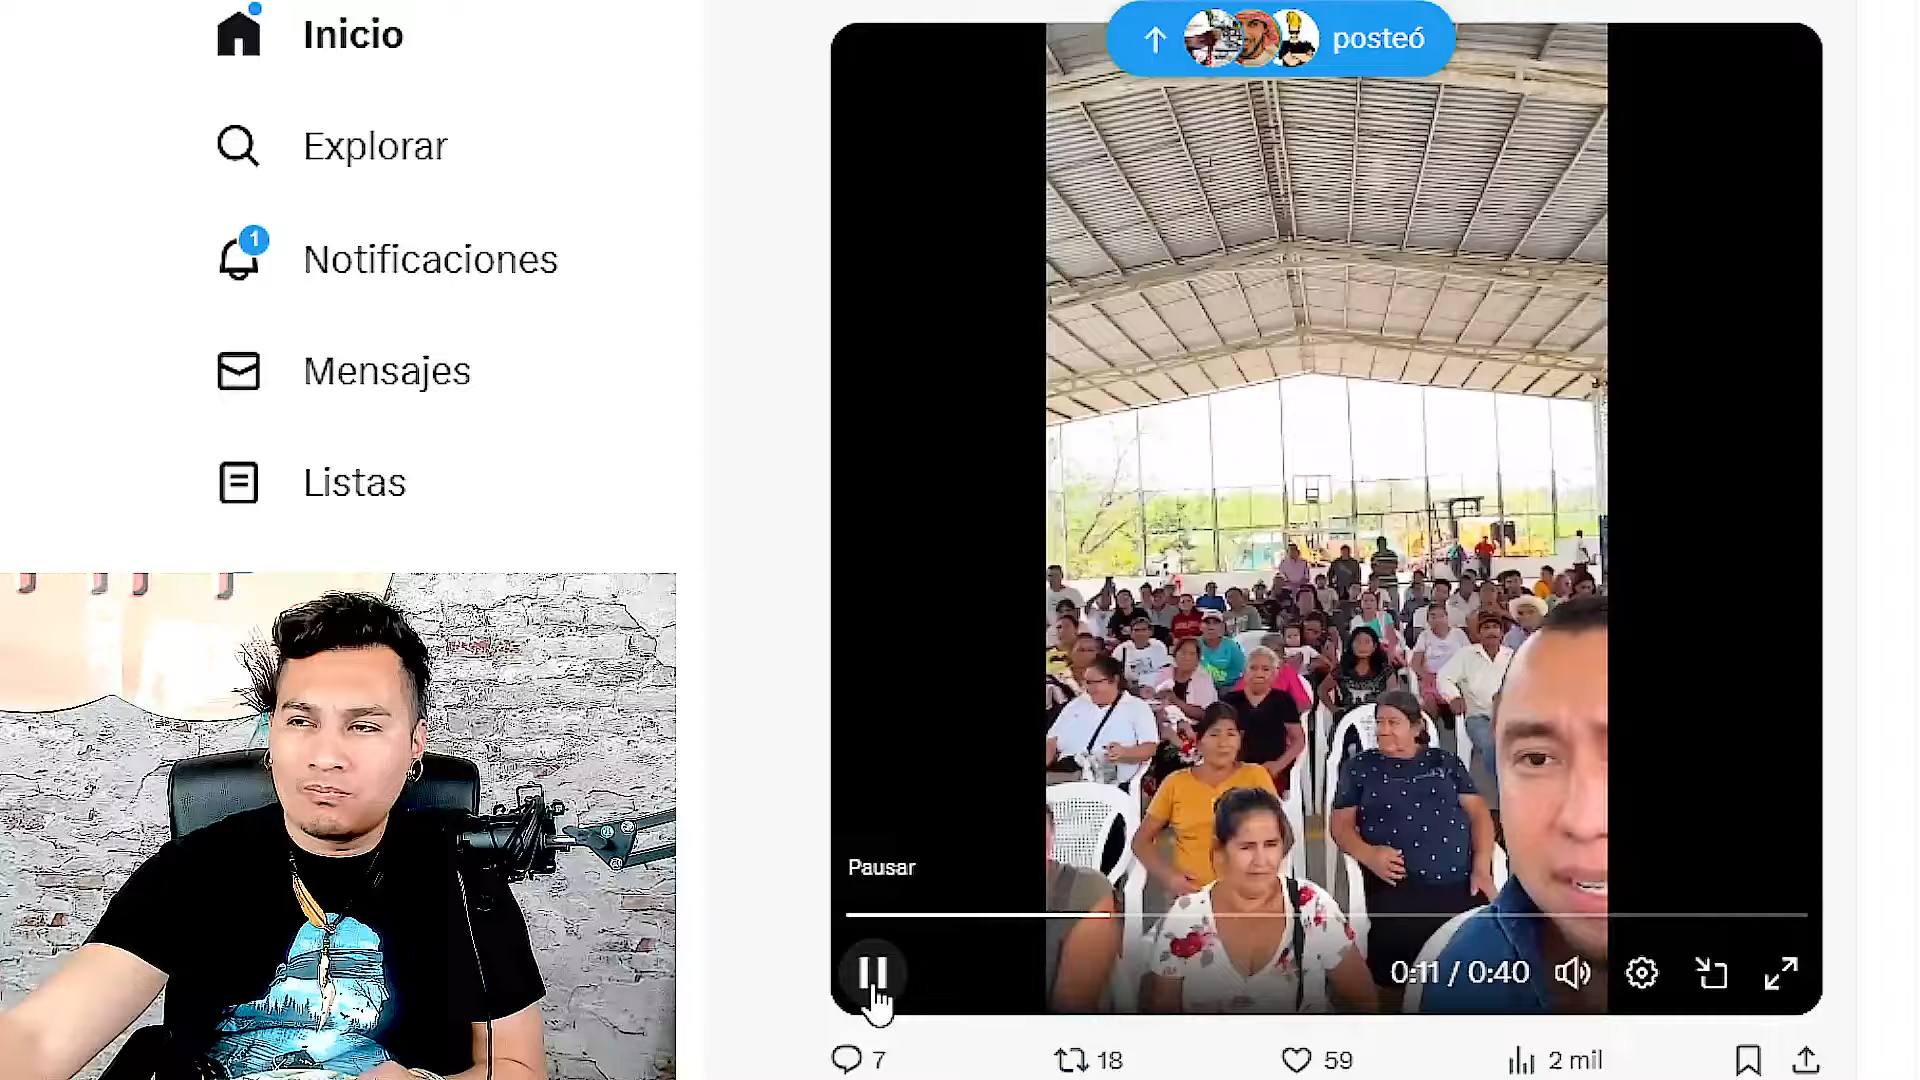 Inicio
Explorar
1
Notificaciones
Mensajes
Listas
posteó
Pausar
0:11 / 0:40
7
18
59
2 mil